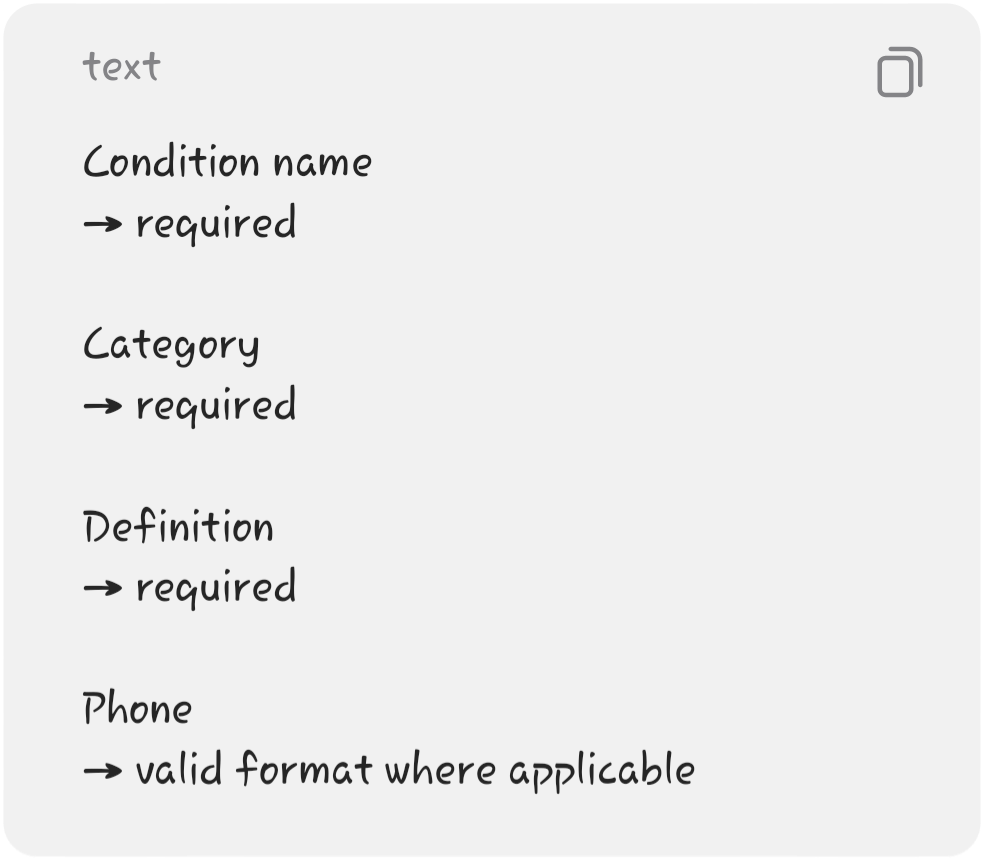 text
Condition name
→ required
Category
→ required
Definition
→ required
Phone
→ valid format where applicable